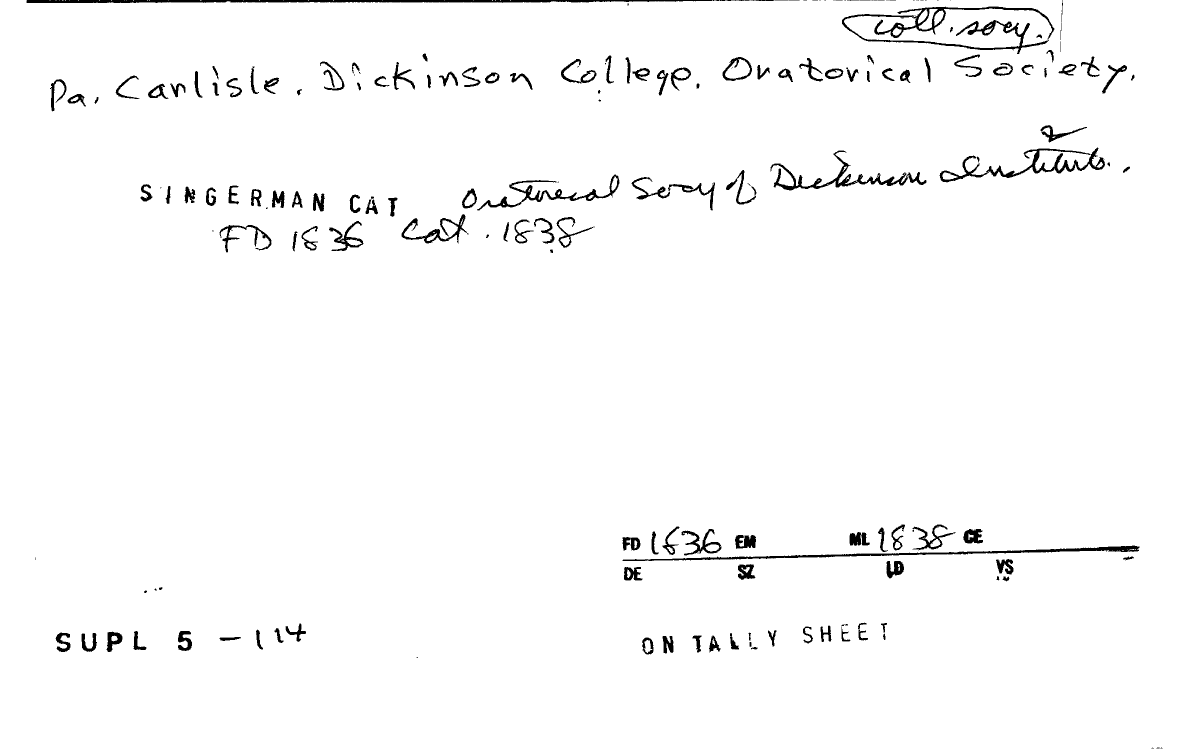 coll. socy.
Pa. Carlisle. Dickinson College. Oratorical Society.
SINGERMAN CAT Oratorical Socy of Dickinson Institute.,
FD 1836 Cat. 1838
FD 1836 EM ML 1838 CE
DE SZ LD VS
SUPL 5 - 114
ON TALLY SHEET